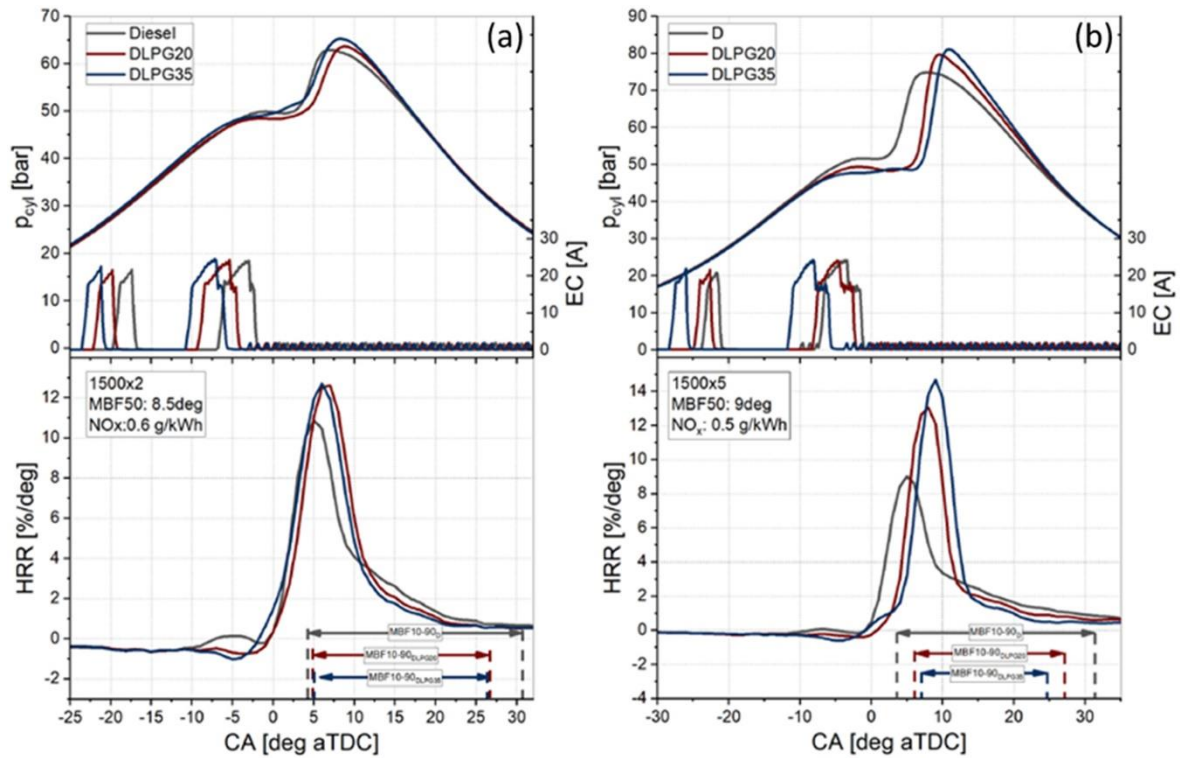 (a)
Diesel
DLPG20
DLPG35
70
60
50
40
30
20
10
0
p_cyl [bar]
30
20
10
0
EC [A]
1500x2
MBF50: 8.5deg
NOx:0.6 g/kWh
12
10
8
6
4
2
0
-2
HRR [%/deg]
MBF10-90_D
MBF10-90_DLPG20
MBF10-90_DLPG35
-25 -20 -15 -10 -5 0 5 10 15 20 25 30
CA [deg aTDC]
(b)
D
DLPG20
DLPG35
90
80
70
60
50
40
30
20
10
0
p_cyl [bar]
30
20
10
0
EC [A]
1500x5
MBF50: 9deg
NO_x: 0.5 g/kWh
14
12
10
8
6
4
2
0
-2
-4
HRR [%/deg]
MBF10-90_D
MBF10-90_DLPG20
MBF10-90_DLPG35
-30 -20 -10 0 10 20 30
CA [deg aTDC]